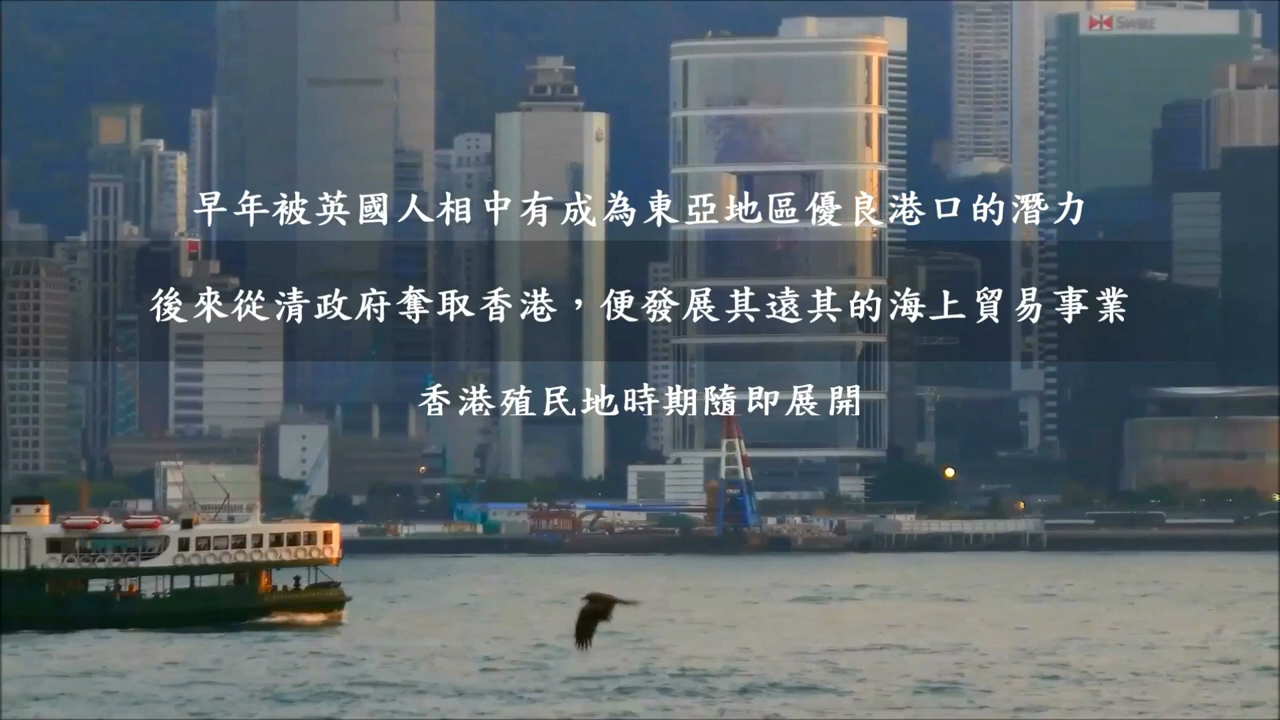 SWIRE
早年被英國人相中有成為東亞地區優良港口的潛力
後來從清政府奪取香港，便發展其遠其的海上貿易事業
香港殖民地時期隨即展開